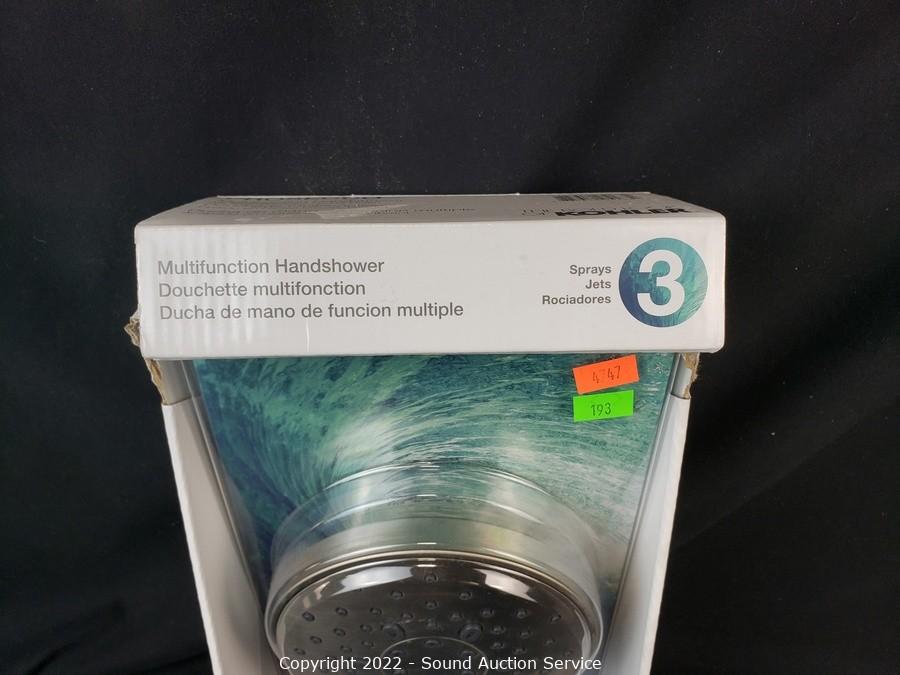 KOHLER
Multifunction Handshower
Douchette multifonction
Ducha de mano de funcion multiple
Sprays
Jets
Rociadores
3
4747
193
Copyright 2022 - Sound Auction Service